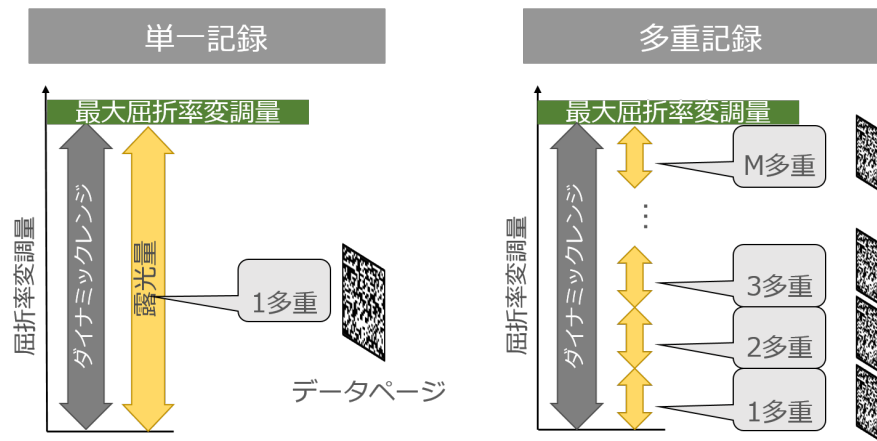 単一記録
最大屈折率変調量
屈折率変調量
ダイナミックレンジ
露光量
1多重
データページ
多重記録
最大屈折率変調量
屈折率変調量
ダイナミックレンジ
M多重
…
3多重
2多重
1多重